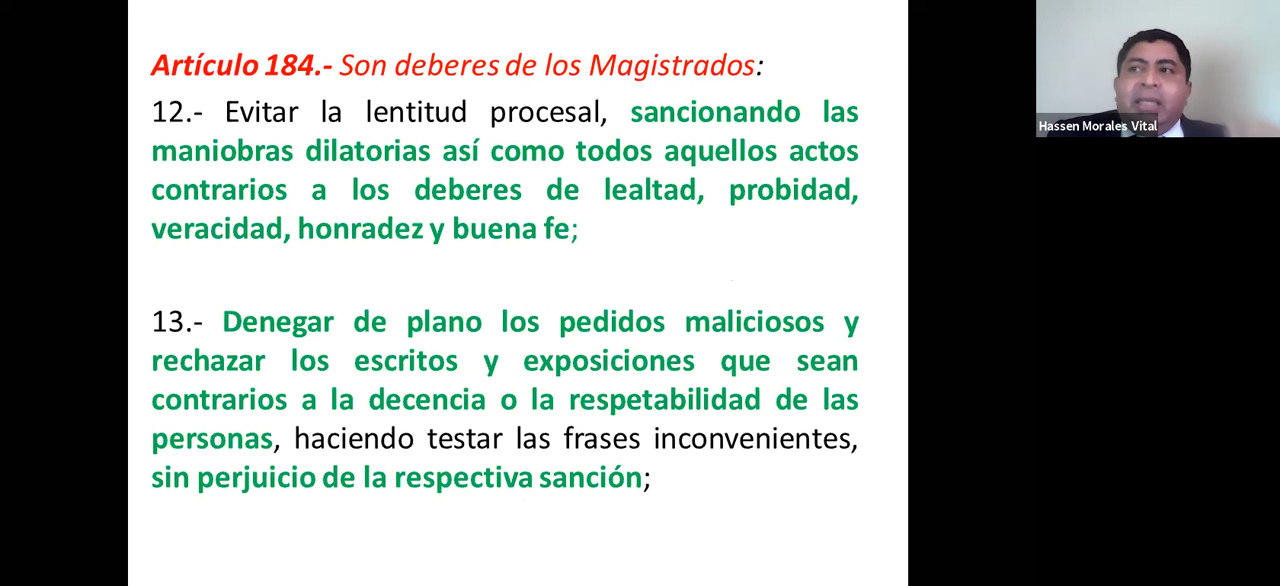 Artículo 184.- Son deberes de los Magistrados:
12.- Evitar la lentitud procesal, sancionando las
maniobras dilatorias así como todos aquellos actos
contrarios a los deberes de lealtad, probidad,
veracidad, honradez y buena fe;
13.- Denegar de plano los pedidos maliciosos y
rechazar los escritos y exposiciones que sean
contrarios a la decencia o la respetabilidad de las
personas, haciendo testar las frases inconvenientes,
sin perjuicio de la respectiva sanción;
Hassen Morales Vital